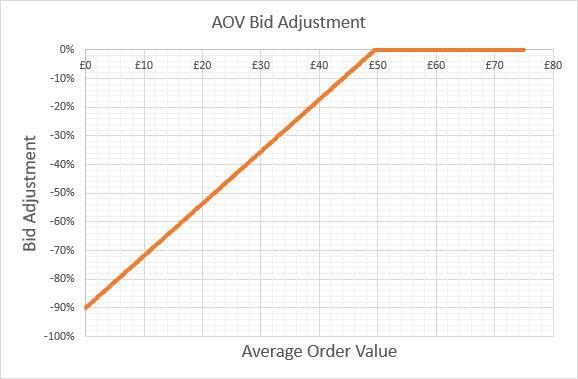 AOV Bid Adjustment
0%
£0 £10 £20 £30 £40 £50 £60 £70 £80
-10%
-20%
-30%
-40%
-50%
-60%
-70%
-80%
-90%
-100%
Bid Adjustment
Average Order Value